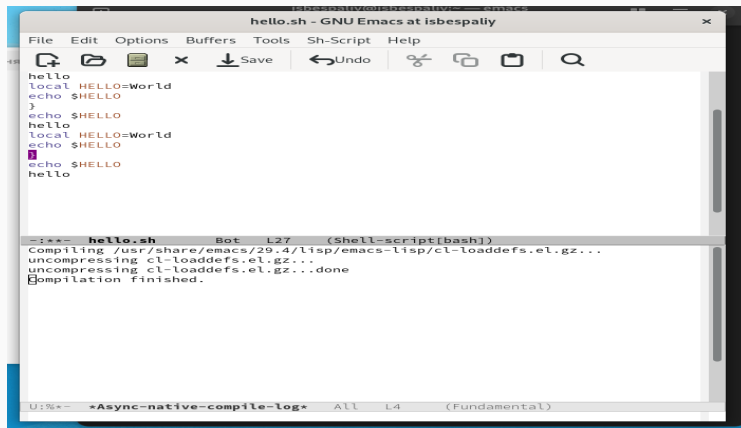 isbespaliy@isbespaliy:~ — emacs
hello.sh - GNU Emacs at isbespaliy
File Edit Options Buffers Tools Sh-Script Help
Save Undo
hello
local HELLO=World
echo $HELLO
}
echo $HELLO
hello
local HELLO=World
echo $HELLO
}
echo $HELLO
hello
-:**- hello.sh Bot L27 (Shell-script[bash])
Compiling /usr/share/emacs/29.4/lisp/emacs-lisp/cl-loaddefs.el.gz...
uncompressing cl-loaddefs.el.gz...
uncompressing cl-loaddefs.el.gz...done
Compilation finished.
U:%*- *Async-native-compile-log* All L4 (Fundamental)